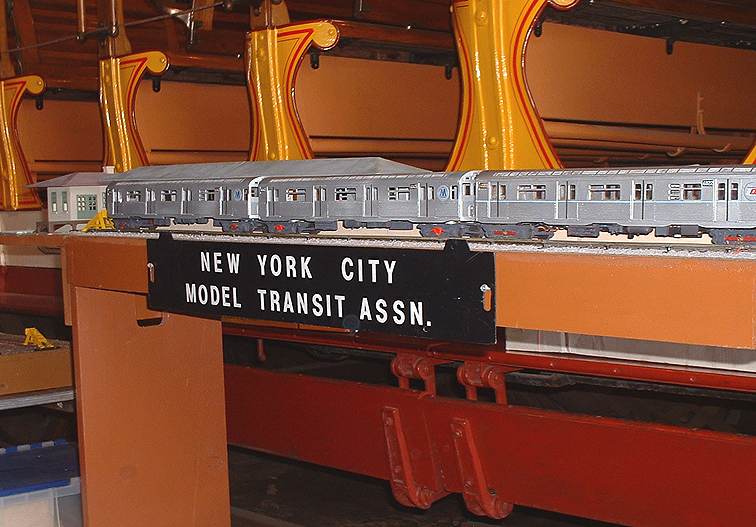 NEW YORK CITY
MODEL TRANSIT ASSN.